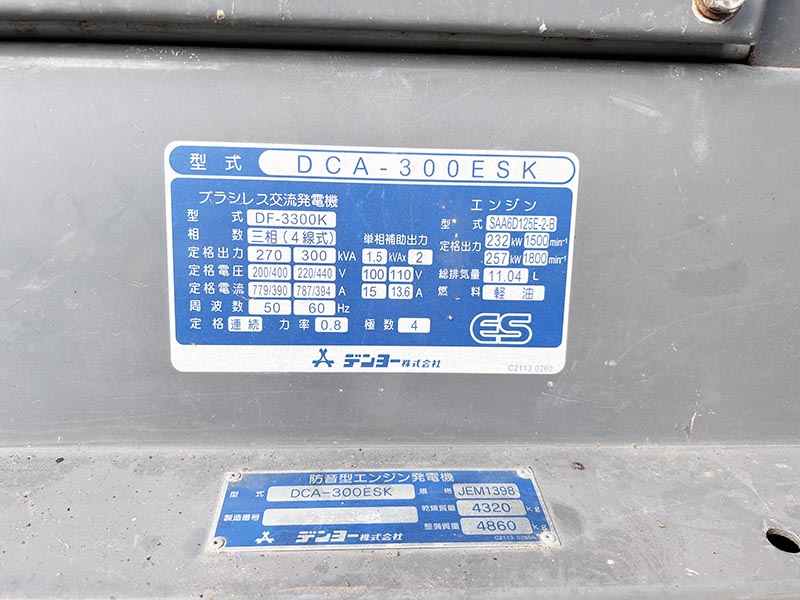 型式 DCA-300ESK
ブラシレス交流発電機 エンジン
型式 DF-3300K 型式 SAA6D125E-2-B
相数 三相(4線式) 単相補助出力 定格出力 232 kW 1500 min⁻¹
定格出力 270 300 kVA 1.5 kVA× 2 257 kW 1800 min⁻¹
定格電圧 200/400 220/440 V 100 110 V 総排気量 11.04 L
定格電流 779/390 787/394 A 15 13.6 A 燃料 軽油
周波数 50 60 Hz
定格 連続 力率 0.8 極数 4 ES
デンヨー株式会社 C2113 0260
防音型エンジン発電機
型式 DCA-300ESK 規格 JEM1398
製造番号 乾燥質量 4320 kg
整備質量 4860 kg
デンヨー株式会社